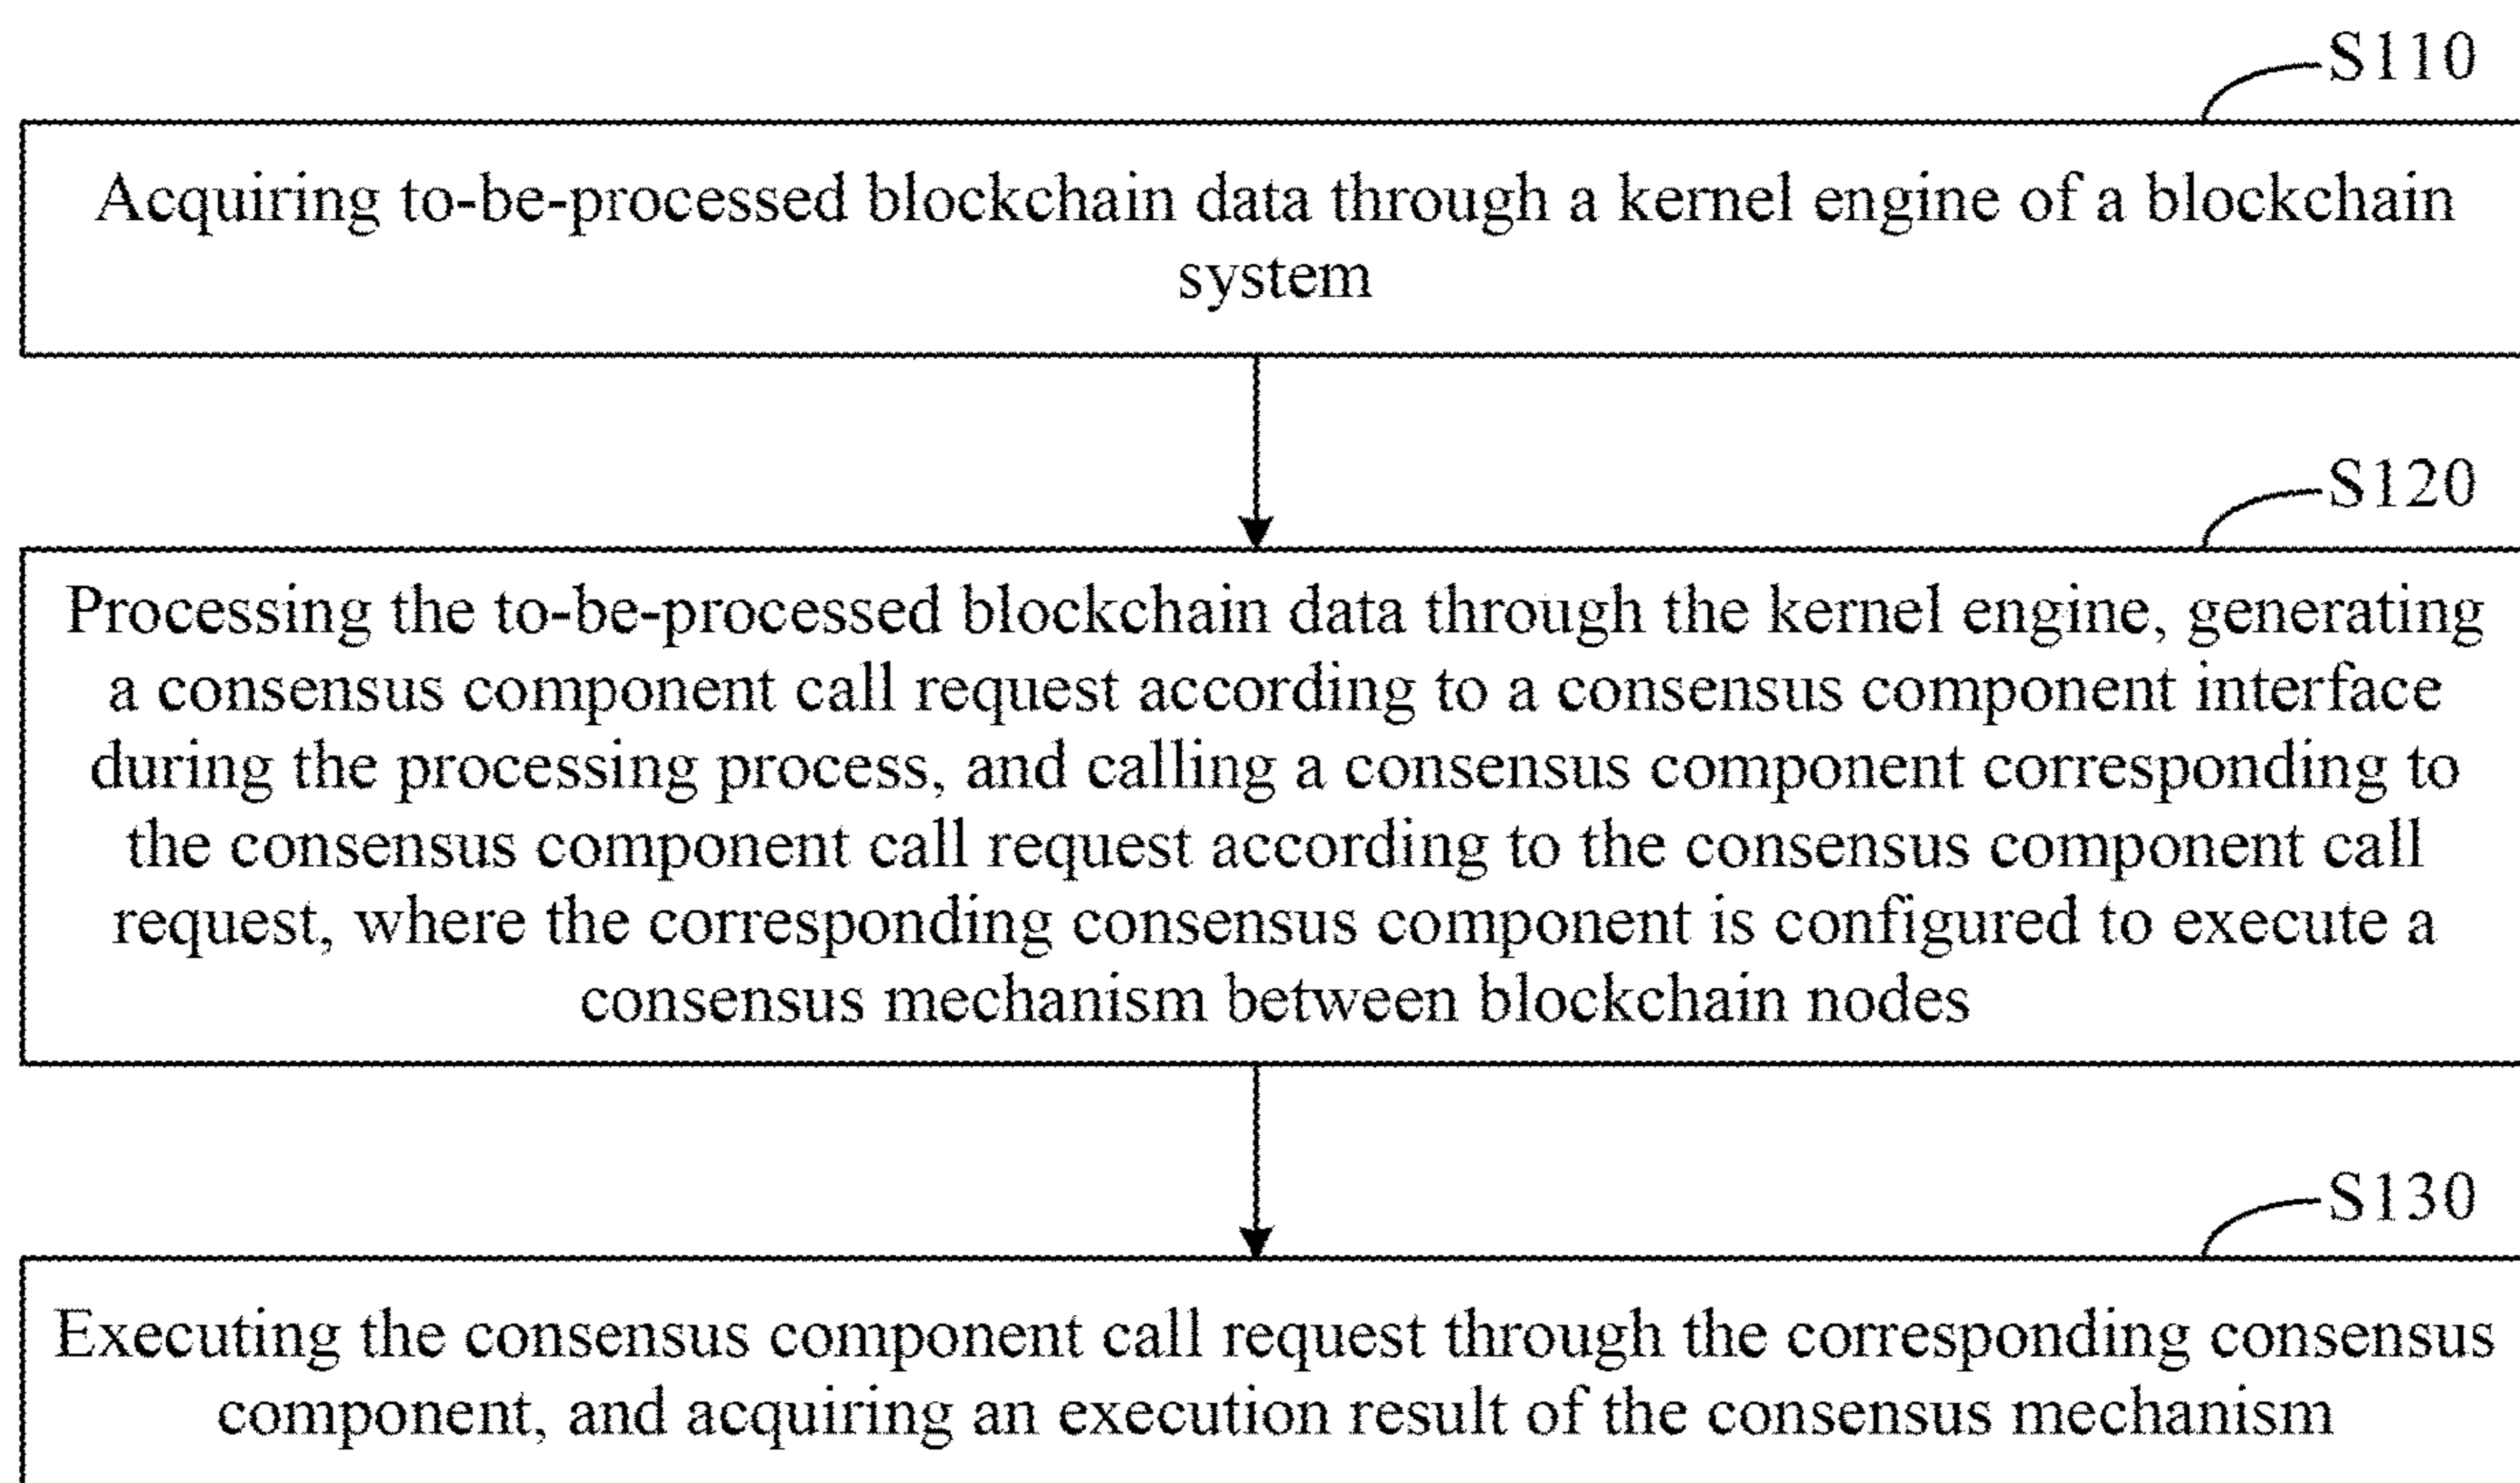 S110
Acquiring to-be-processed blockchain data through a kernel engine of a blockchain
system
S120
Processing the to-be-processed blockchain data through the kernel engine, generating
a consensus component call request according to a consensus component interface
during the processing process, and calling a consensus component corresponding to
the consensus component call request according to the consensus component call
request, where the corresponding consensus component is configured to execute a
consensus mechanism between blockchain nodes
S130
Executing the consensus component call request through the corresponding consensus
component, and acquiring an execution result of the consensus mechanism